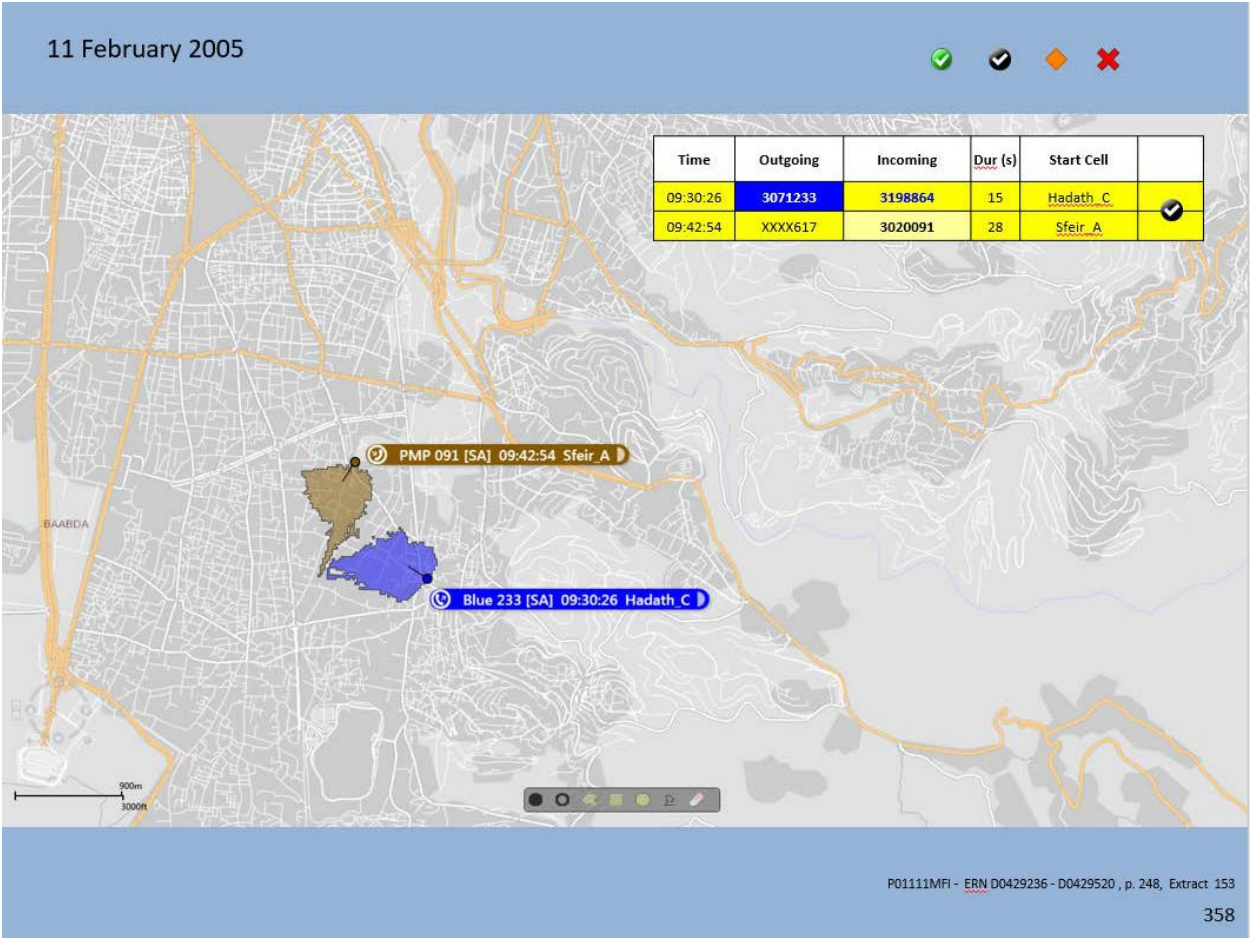 11 February 2005
Time Outgoing Incoming Dur (s) Start Cell
09:30:26 3071233 3198864 15 Hadath_C
09:42:54 XXXX617 3020091 28 Sfeir_A
PMP 091 [SA] 09:42:54 Sfeir_A
BAABDA
Blue 233 [SA] 09:30:26 Hadath_C
900m
3000ft
P01111MFI - ERN D0429236 - D0429520 , p. 248, Extract 153
358